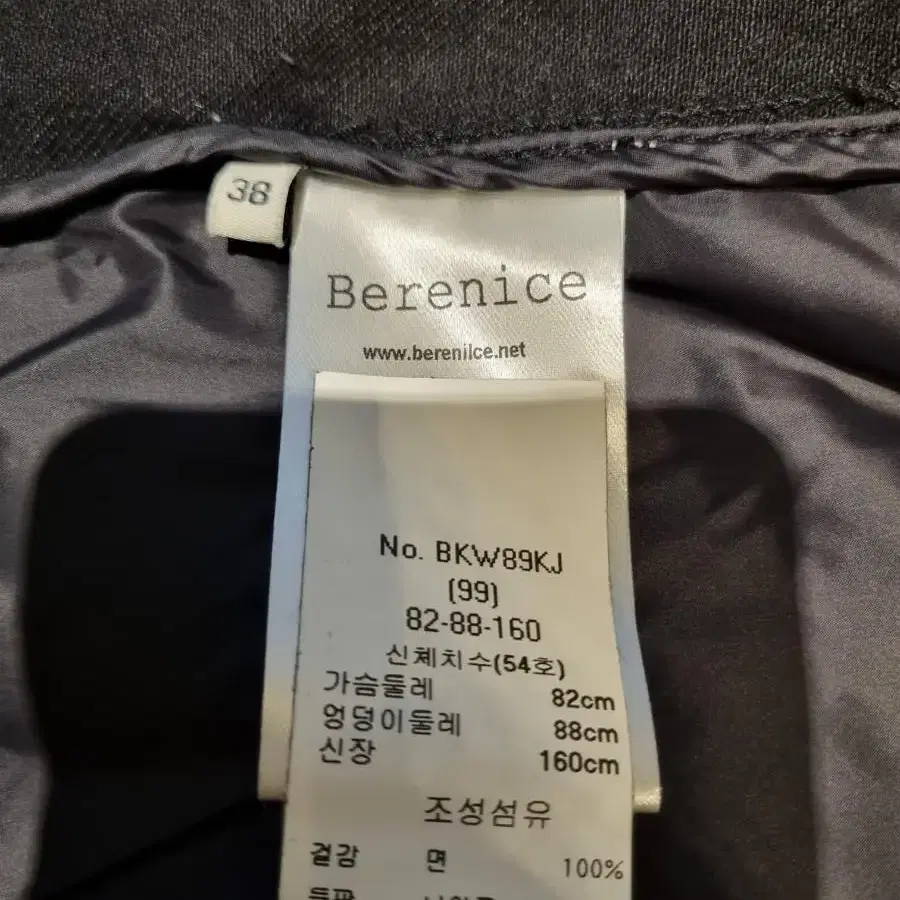 38
Berenice
www.berenilce.net
No. BKW89KJ
(99)
82-88-160
신체치수(54호)
가슴둘레 82cm
엉덩이둘레 88cm
신장 160cm
조성섬유
겉감 면 100%